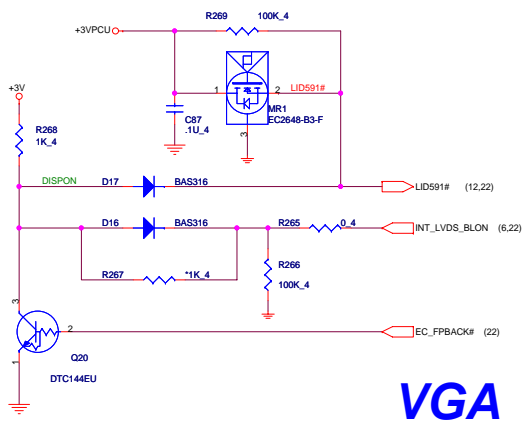 R269 100K_4
+3VPCU
+3V
1 2 LID591#
MR1
EC2648-B3-F
3
C87
.1U_4
R268
1K_4
DISPON D17 BAS316
LID591# (12,22)
D16 BAS316 R265 0_4
INT_LVDS_BLON (6,22)
R267 *1K_4
R266
100K_4
3
2
EC_FPBACK# (22)
1
Q20
DTC144EU
VGA